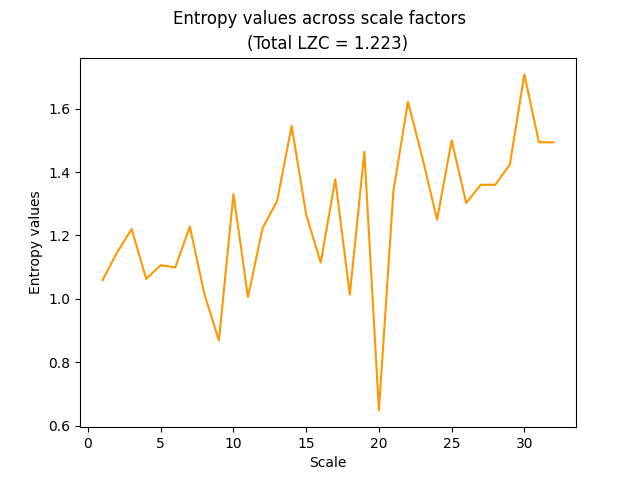 Entropy values across scale factors
(Total LZC = 1.223)
1.6
1.4
1.2
1.0
0.8
0.6
Entropy values
0 5 10 15 20 25 30
Scale